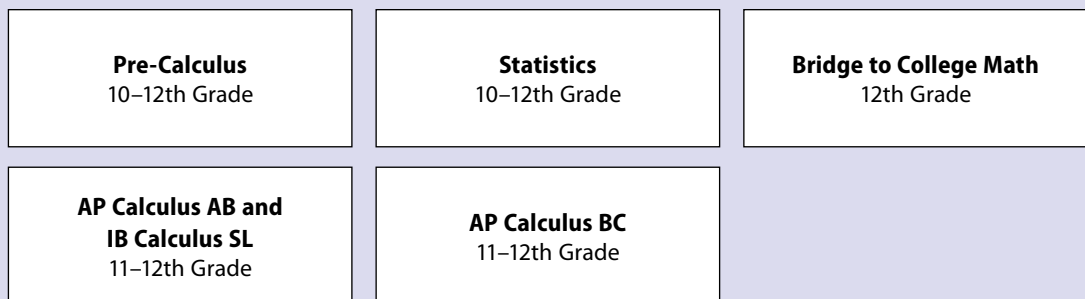 Pre-Calculus
10–12th Grade
Statistics
10–12th Grade
Bridge to College Math
12th Grade
AP Calculus AB and
IB Calculus SL
11–12th Grade
AP Calculus BC
11–12th Grade